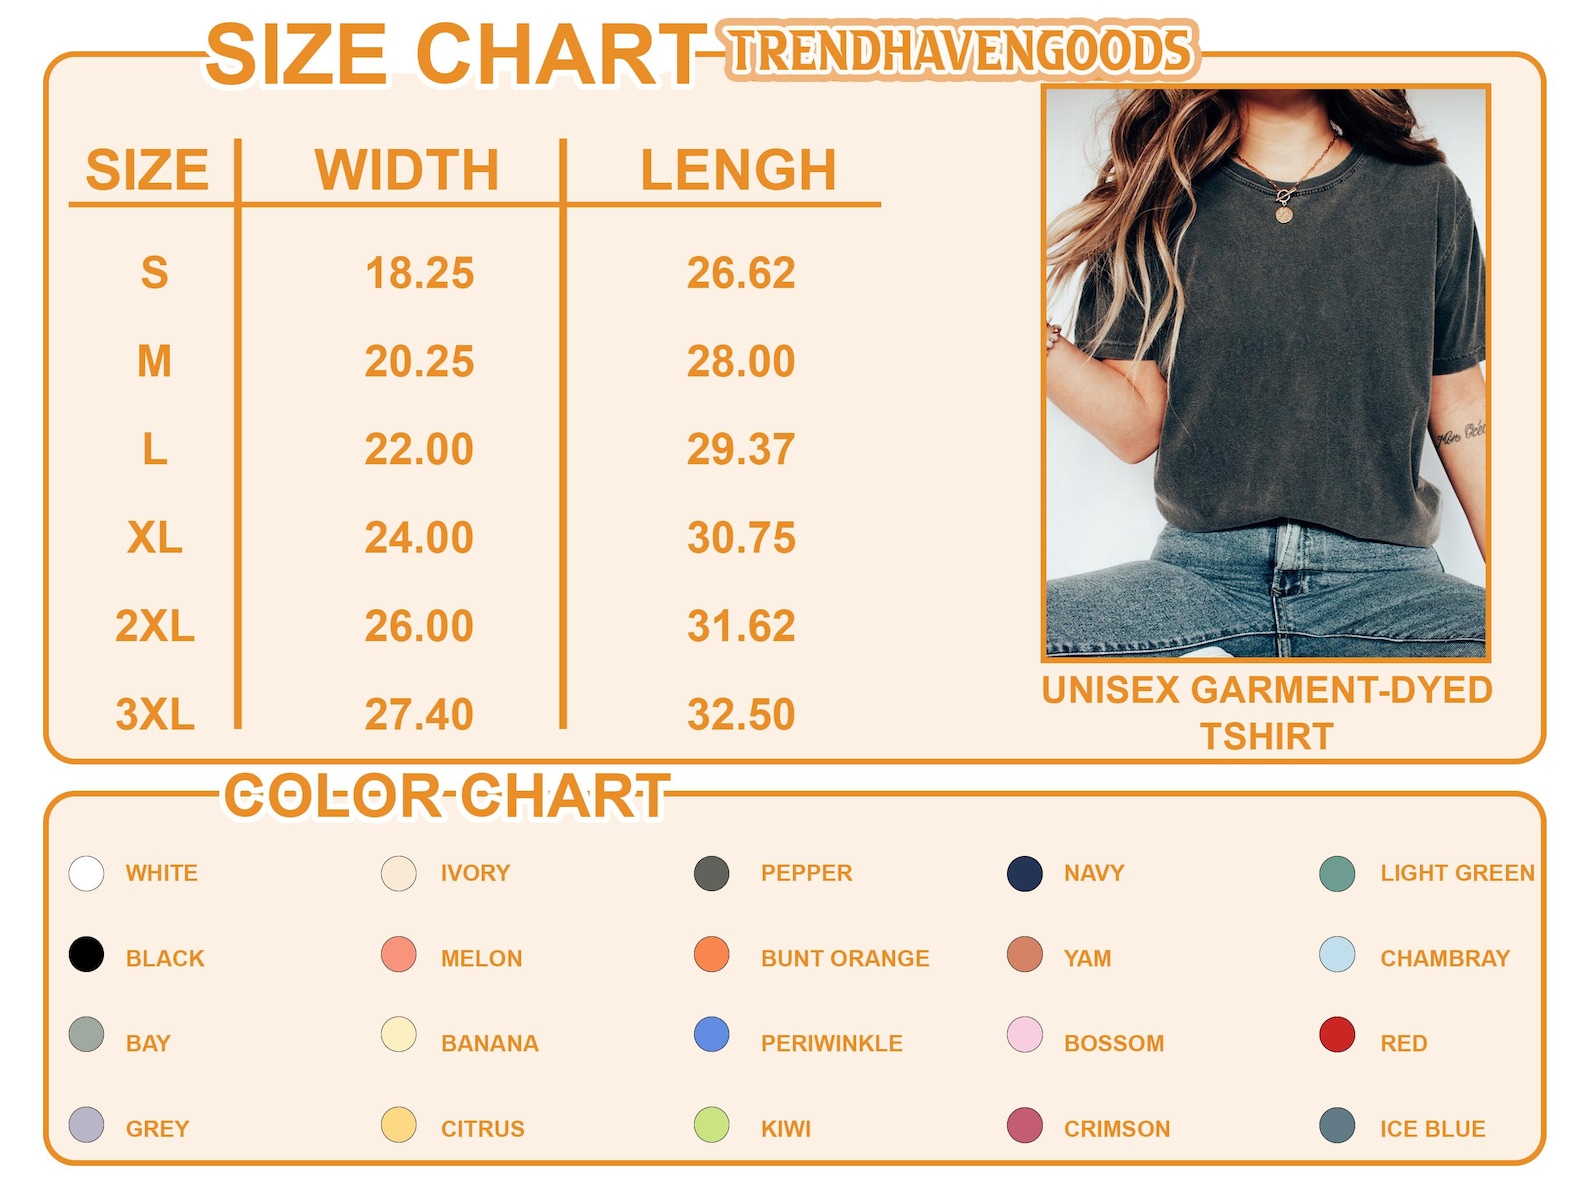 SIZE CHART TRENDHAVENGOODS
SIZE WIDTH LENGH
S 18.25 26.62
M 20.25 28.00
L 22.00 29.37
XL 24.00 30.75
2XL 26.00 31.62
3XL 27.40 32.50
UNISEX GARMENT-DYED
TSHIRT
COLOR CHART
WHITE IVORY PEPPER NAVY LIGHT GREEN
BLACK MELON BUNT ORANGE YAM CHAMBRAY
BAY BANANA PERIWINKLE BOSSOM RED
GREY CITRUS KIWI CRIMSON ICE BLUE